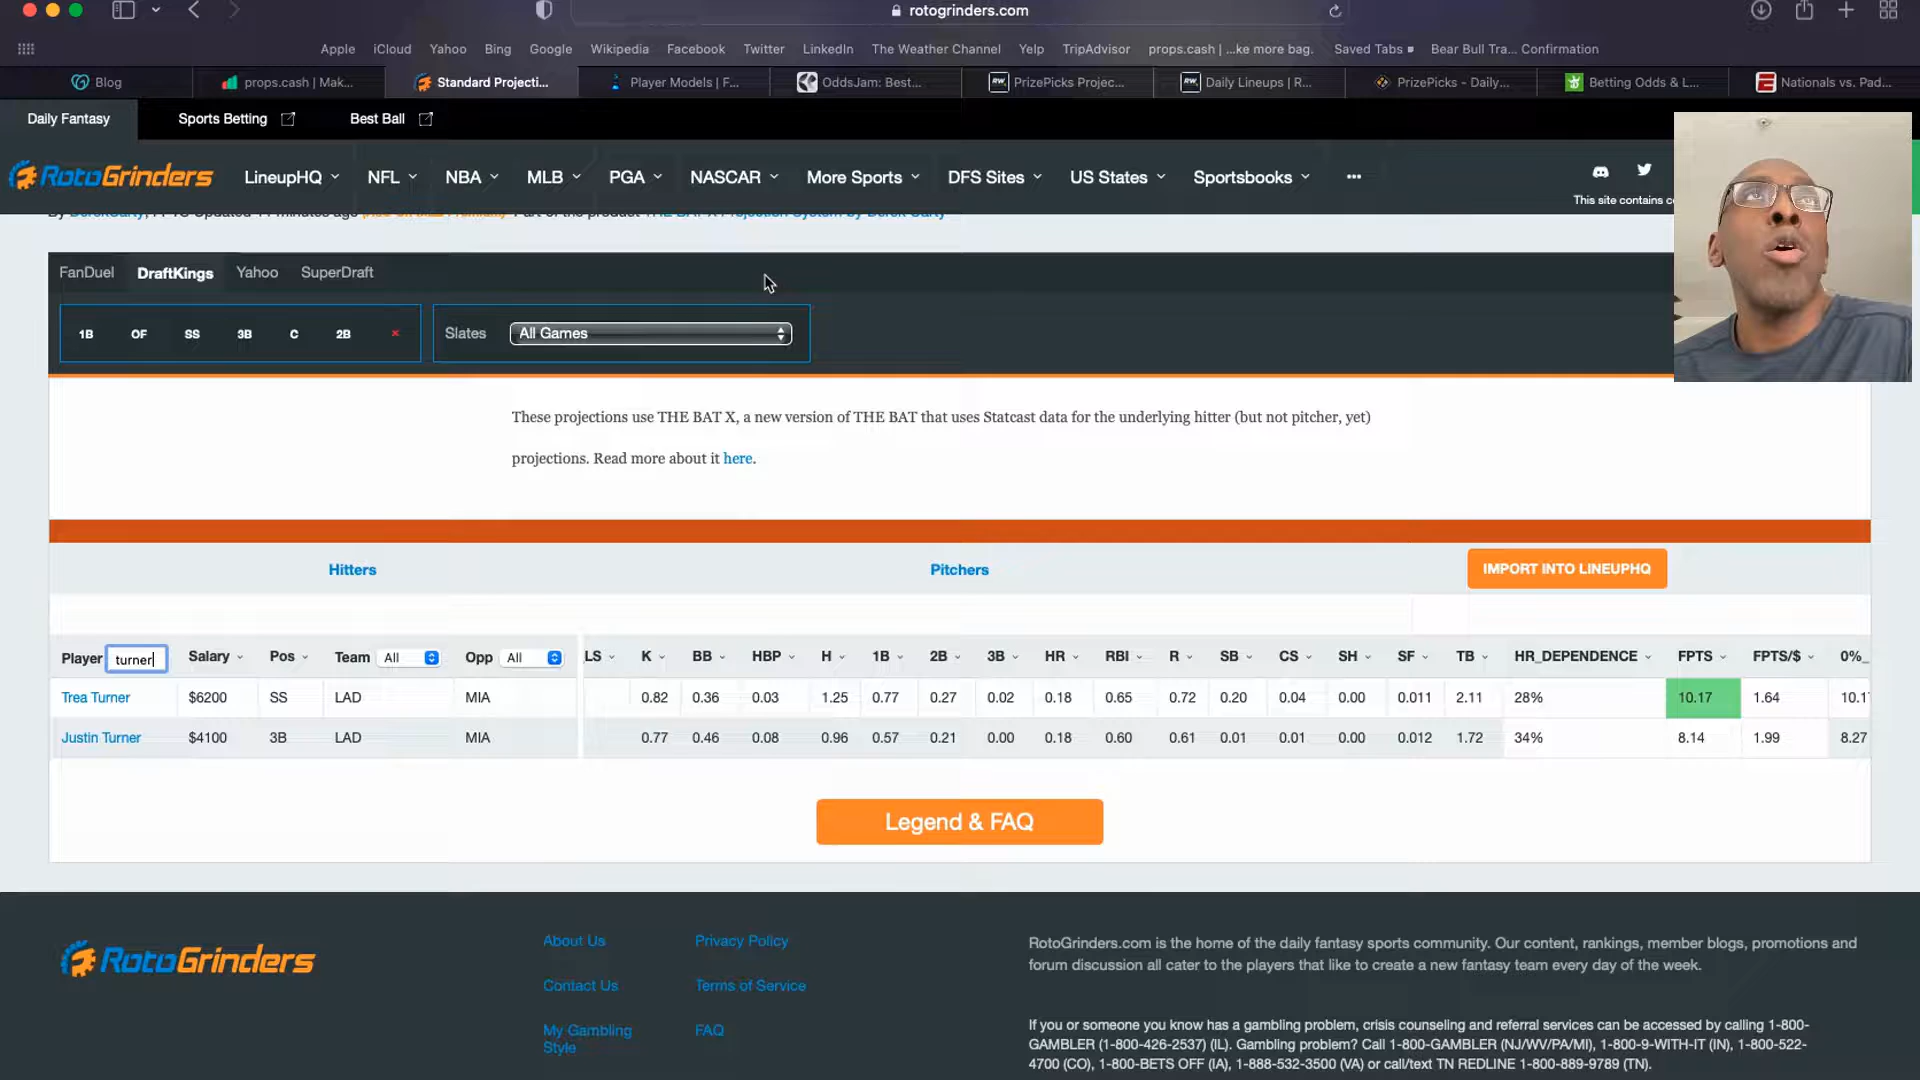 rotogrinders.com
Apple iCloud Yahoo Bing Google Wikipedia Facebook Twitter LinkedIn The Weather Channel Yelp TripAdvisor props.cash | ...ke more bag. Saved Tabs Bear Bull Tra... Confirmation
Blog props.cash | Mak... Standard Projecti... Player Models | F... OddsJam: Best... RW. PrizePicks Projec... RW. Daily Lineups | R... PrizePicks - Daily... Betting Odds & L... Nationals vs. Pad...
Daily Fantasy Sports Betting Best Ball
RotoGrinders LineupHQ NFL NBA MLB PGA NASCAR More Sports DFS Sites US States Sportsbooks ...
This site contains
FanDuel DraftKings Yahoo SuperDraft
1B OF SS 3B C 2B × Slates All Games
These projections use THE BAT X, a new version of THE BAT that uses Statcast data for the underlying hitter (but not pitcher, yet)
projections. Read more about it here.
Hitters Pitchers IMPORT INTO LINEUPHQ
Player turner Salary Pos Team All Opp All LS K BB HBP H 1B 2B 3B HR RBI R SB CS SH SF TB HR_DEPENDENCE FPTS FPTS/$ 0%_
Trea Turner $6200 SS LAD MIA 0.82 0.36 0.03 1.25 0.77 0.27 0.02 0.18 0.65 0.72 0.20 0.04 0.00 0.011 2.11 28% 10.17 1.64 10.1
Justin Turner $4100 3B LAD MIA 0.77 0.46 0.08 0.96 0.57 0.21 0.00 0.18 0.60 0.61 0.01 0.01 0.00 0.012 1.72 34% 8.14 1.99 8.27
Legend & FAQ
RotoGrinders
About Us Privacy Policy
Contact Us Terms of Service
My Gambling Style FAQ
RotoGrinders.com is the home of the daily fantasy sports community. Our content, rankings, member blogs, promotions and
forum discussion all cater to the players that like to create a new fantasy team every day of the week.
If you or someone you know has a gambling problem, crisis counseling and referral services can be accessed by calling 1-800-
GAMBLER (1-800-426-2537) (IL). Gambling problem? Call 1-800-GAMBLER (NJ/WV/PA/MI), 1-800-9-WITH-IT (IN), 1-800-522-
4700 (CO), 1-800-BETS OFF (IA), 1-888-532-3500 (VA) or call/text TN REDLINE 1-800-889-9789 (TN).